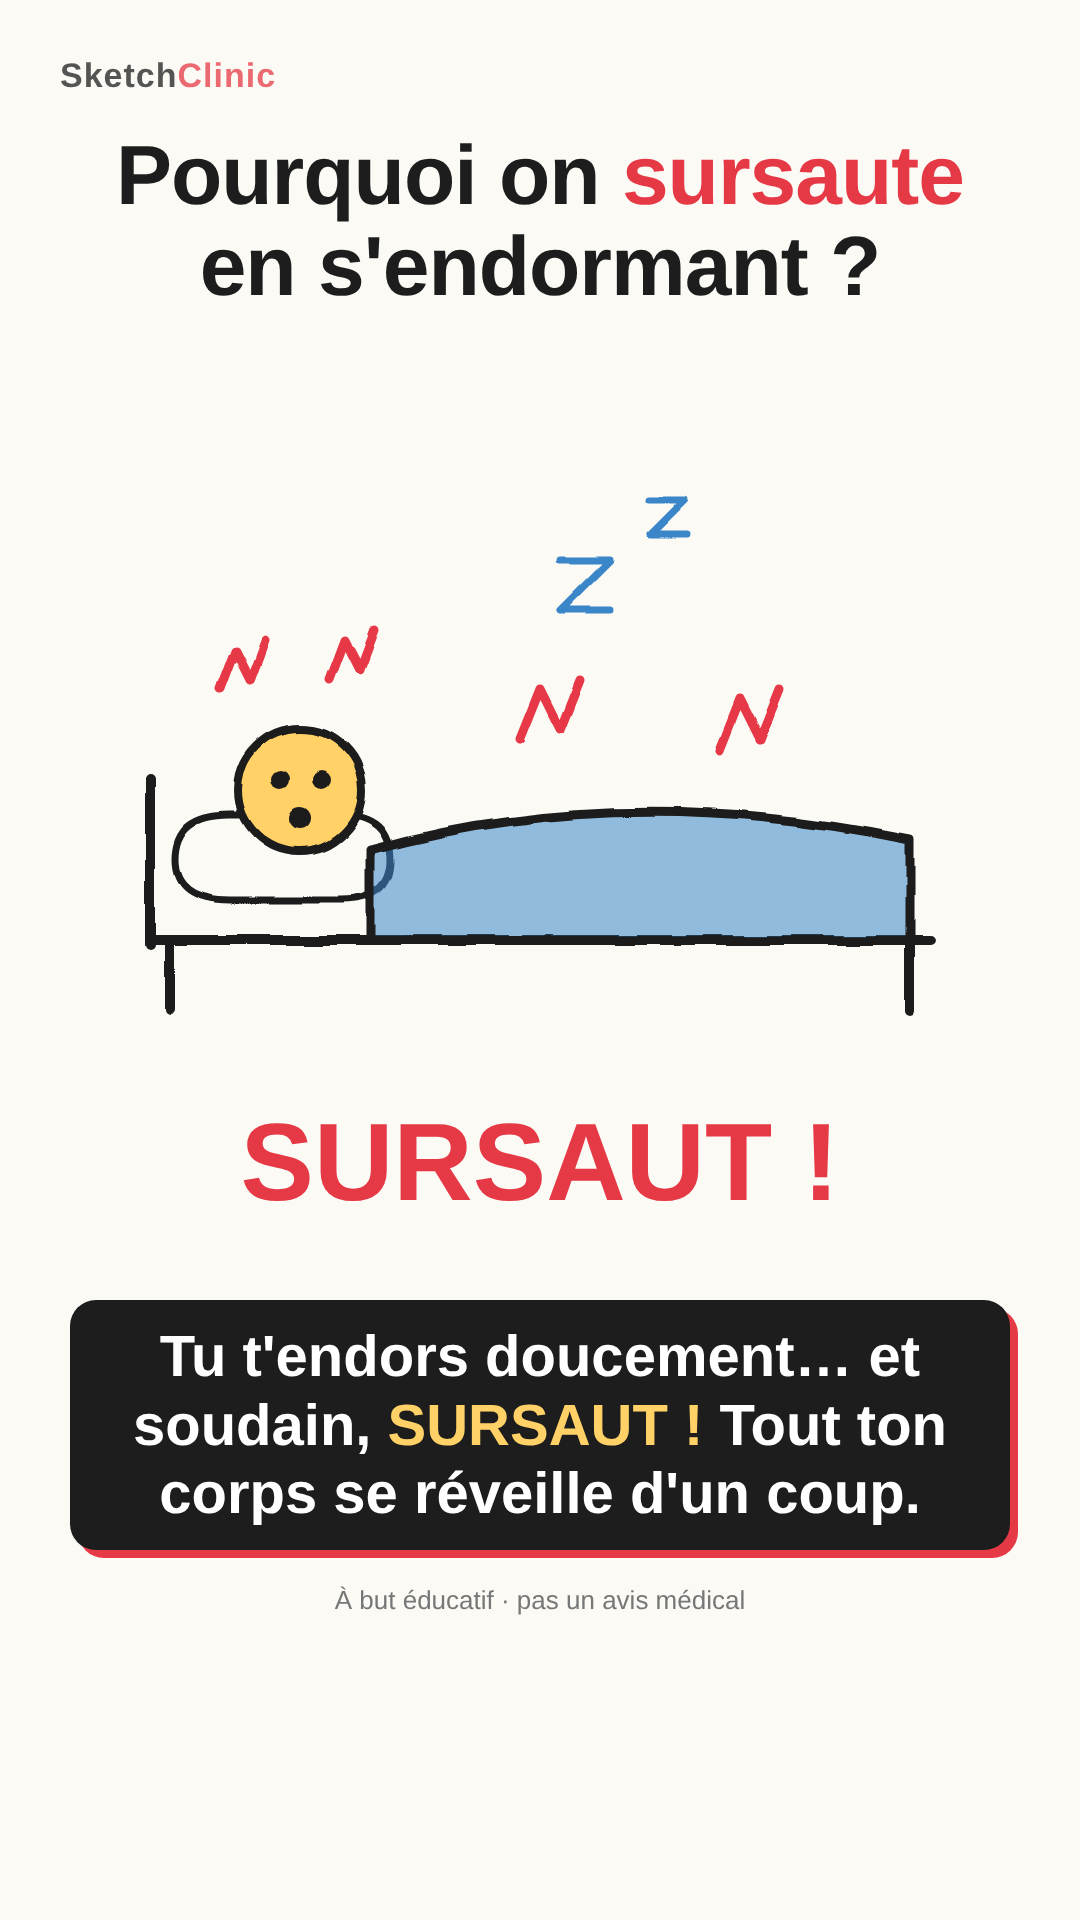 SketchClinic
Pourquoi on sursaute
en s'endormant ?
Z
Z
SURSAUT !
Tu t'endors doucement… et
soudain, SURSAUT ! Tout ton
corps se réveille d'un coup.
À but éducatif · pas un avis médical